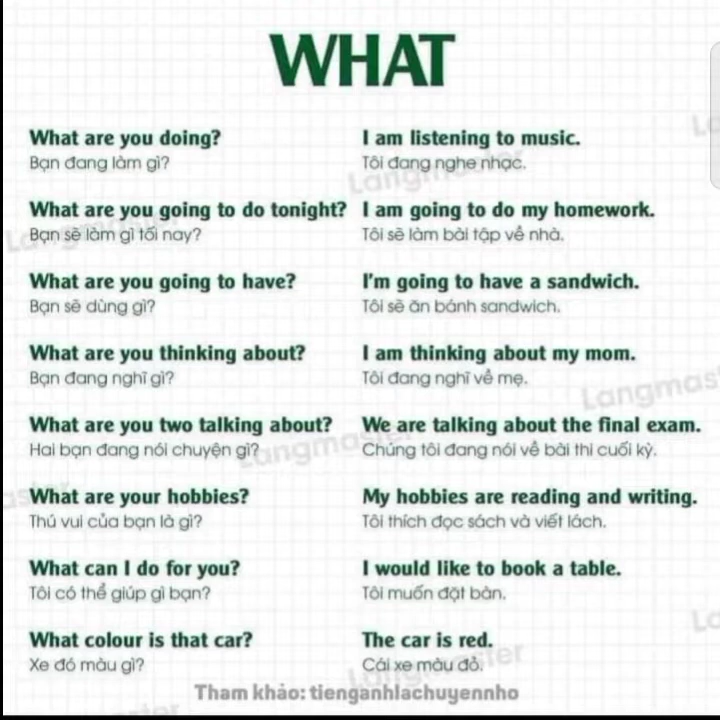 WHAT
What are you doing? I am listening to music.
Bạn đang làm gì? Tôi đang nghe nhạc.
What are you going to do tonight? I am going to do my homework.
Bạn sẽ làm gì tối nay? Tôi sẽ làm bài tập về nhà.
What are you going to have? I'm going to have a sandwich.
Bạn sẽ dùng gì? Tôi sẽ ăn bánh sandwich.
What are you thinking about? I am thinking about my mom.
Bạn đang nghĩ gì? Tôi đang nghĩ về mẹ.
What are you two talking about? We are talking about the final exam.
Hai bạn đang nói chuyện gì? Chúng tôi đang nói về bài thi cuối kỳ.
What are your hobbies? My hobbies are reading and writing.
Thú vui của bạn là gì? Tôi thích đọc sách và viết lách.
What can I do for you? I would like to book a table.
Tôi có thể giúp gì bạn? Tôi muốn đặt bàn.
What colour is that car? The car is red.
Xe đó màu gì? Cái xe màu đỏ.
Tham khảo: tienganhlachuyennho